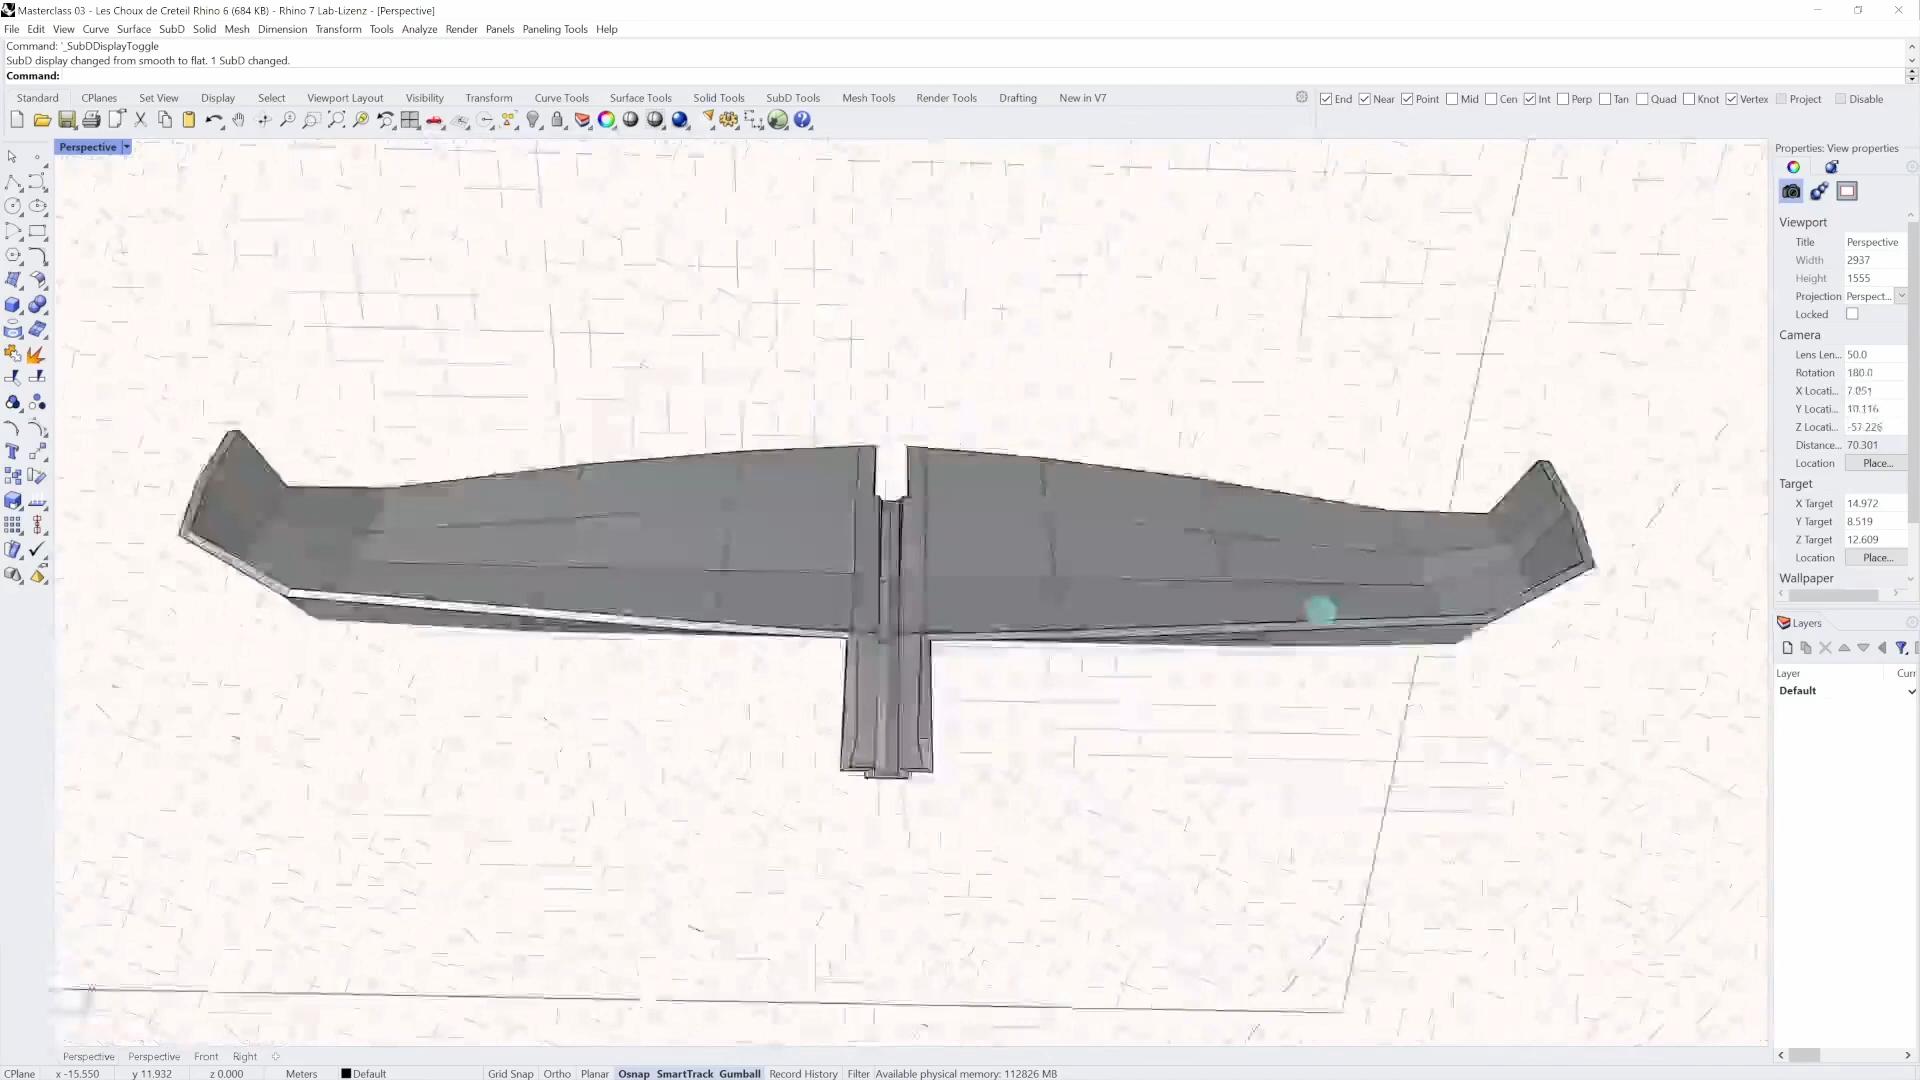 Masterclass 03 - Les Choux de Creteil Rhino 6 (684 KB) - Rhino 7 Lab-Lizenz - [Perspective]
File Edit View Curve Surface SubD Solid Mesh Dimension Transform Tools Analyze Render Panels Paneling Tools Help
Command: '_SubDDisplayToggle
SubD display changed from smooth to flat. 1 SubD changed.
Command:
Standard CPlanes Set View Display Select Viewport Layout Visibility Transform Curve Tools Surface Tools Solid Tools SubD Tools Mesh Tools Render Tools Drafting New in V7
End Near Point Mid Cen Int Perp Tan Quad Knot Vertex Project Disable
Perspective
Properties: View properties
Viewport
Title Perspective
Width 2937
Height 1555
Projection Perspect...
Locked
Camera
Lens Len... 50.0
Rotation 180.0
X Locati... 7.051
Y Locati... 10.116
Z Locati... -57.226
Distance... 70.301
Location Place...
Target
X Target 14.972
Y Target 8.519
Z Target 12.609
Location Place...
Wallpaper
Layers
Layer Curr
Default
Perspective Perspective Front Right
CPlane x -15.550 y 11.932 z 0.000 Meters Default Grid Snap Ortho Planar Osnap SmartTrack Gumball Record History Filter Available physical memory: 112826 MB